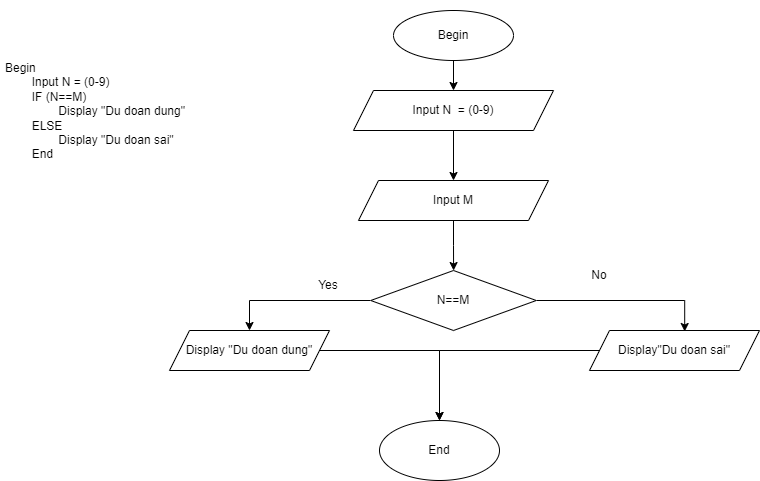 Begin
Input N = (0-9)
IF (N==M)
Display "Du doan dung"
ELSE
Display "Du doan sai"
End
Begin
Input N  = (0-9)
Input M
Yes
No
N==M
Display "Du doan dung"
Display"Du doan sai"
End